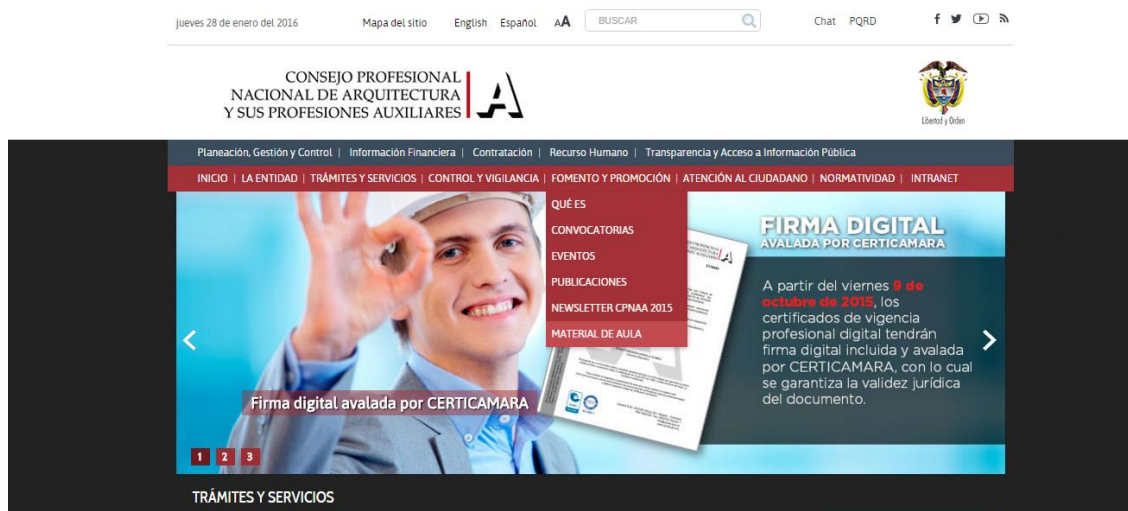 jueves 28 de enero del 2016 Mapa del sitio English Español AA BUSCAR Chat PQRD
CONSEJO PROFESIONAL
NACIONAL DE ARQUITECTURA
Y SUS PROFESIONES AUXILIARES
A
Libertad y Orden
Planeación, Gestión y Control | Información Financiera | Contratación | Recurso Humano | Transparencia y Acceso a Información Pública
INICIO | LA ENTIDAD | TRÁMITES Y SERVICIOS | CONTROL Y VIGILANCIA | FOMENTO Y PROMOCIÓN | ATENCIÓN AL CIUDADANO | NORMATIVIDAD | INTRANET
QUÉ ES
CONVOCATORIAS
EVENTOS
PUBLICACIONES
NEWSLETTER CPNAA 2015
MATERIAL DE AULA
FIRMA DIGITAL
AVALADA POR CERTICAMARA
A partir del viernes 9 de
octubre de 2015, los
certificados de vigencia
profesional digital tendrán
firma digital incluida y avalada
por CERTICAMARA, con lo cual
se garantiza la validez jurídica
del documento.
Firma digital avalada por CERTICAMARA
1 2 3
TRÁMITES Y SERVICIOS